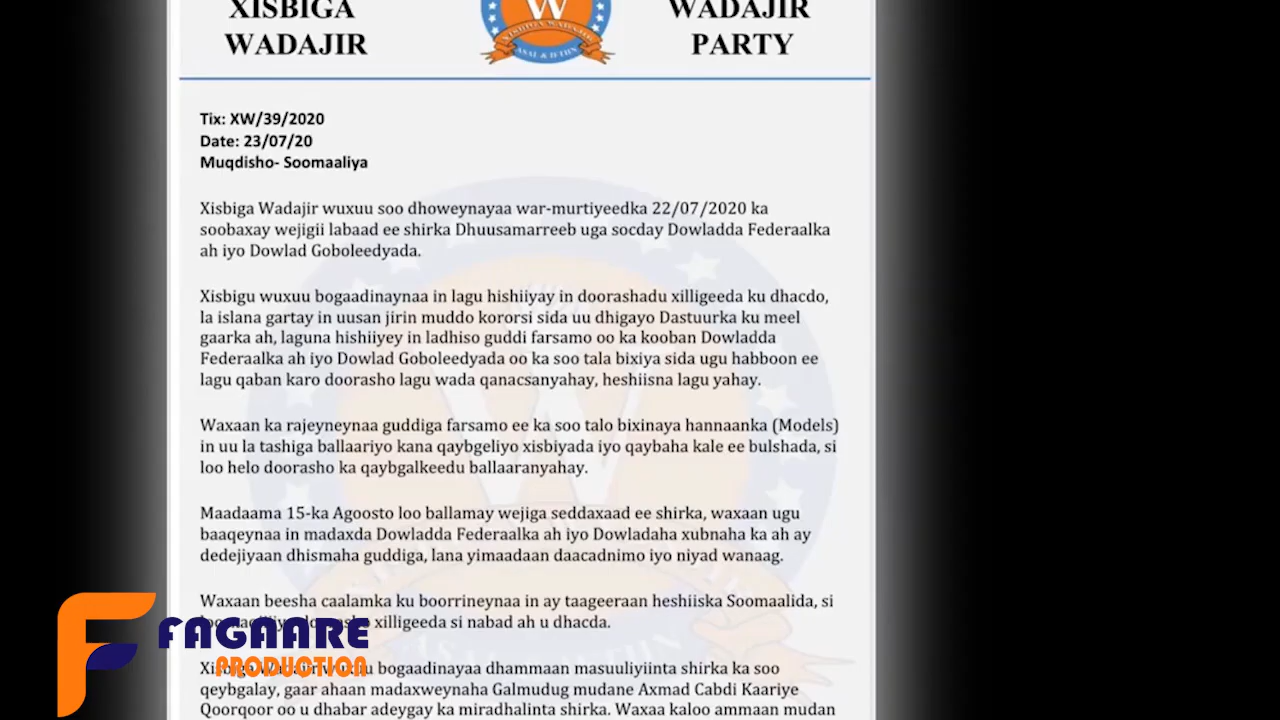 XISBIGA
WADAJIR
WADAJIR
PARTY
W
XISBIGA WADAJIR
ASAL & IFTIIN
Tix: XW/39/2020
Date: 23/07/20
Muqdisho- Soomaaliya
Xisbiga Wadajir wuxuu soo dhoweynayaa war-murtiyeedka 22/07/2020 ka
soobaxay wejigii labaad ee shirka Dhuusamarreeb uga socday Dowladda Federaalka
ah iyo Dowlad Goboleedyada.
Xisbigu wuxuu bogaadinaynaa in lagu hishiiyay in doorashadu xilligeeda ku dhacdo,
la islana gartay in uusan jirin muddo kororsi sida uu dhigayo Dastuurka ku meel
gaarka ah, laguna hishiiyey in ladhiso guddi farsamo oo ka kooban Dowladda
Federaalka ah iyo Dowlad Goboleedyada oo ka soo tala bixiya sida ugu habboon ee
lagu qaban karo doorasho lagu wada qanacsanyahay, heshiisna lagu yahay.
Waxaan ka rajeyneynaa guddiga farsamo ee ka soo talo bixinaya hannaanka (Models)
in uu la tashiga ballaariyo kana qaybgeliyo xisbiyada iyo qaybaha kale ee bulshada, si
loo helo doorasho ka qaybgalkeedu ballaaranyahay.
Maadaama 15-ka Agoosto loo ballamay wejiga seddaxaad ee shirka, waxaan ugu
baaqeynaa in madaxda Dowladda Federaalka ah iyo Dowladaha xubnaha ka ah ay
dedejiyaan dhismaha guddiga, lana yimaadaan daacadnimo iyo niyad wanaag.
Waxaan beesha caalamka ku boorrineynaa in ay taageeraan heshiiska Soomaalida, si
xilligeeda si nabad ah u dhacda.
Xisbiga Wadajir wuxuu bogaadinayaa dhammaan masuuliyiinta shirka ka soo
qeybgalay, gaar ahaan madaxweynaha Galmudug mudane Axmad Cabdi Kaariye
Qoorqoor oo u dhabar adeygay ka miradhalinta shirka. Waxaa kaloo ammaan mudan
FAGAARE
PRODUCTION